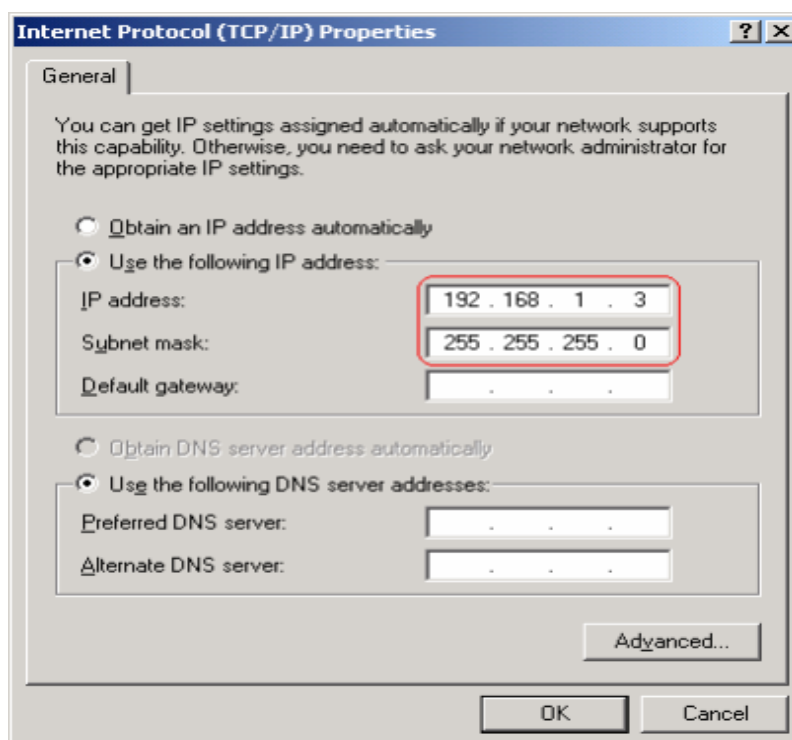 Internet Protocol (TCP/IP) Properties
General
You can get IP settings assigned automatically if your network supports
this capability. Otherwise, you need to ask your network administrator for
the appropriate IP settings.
Obtain an IP address automatically
Use the following IP address:
IP address: 192 . 168 . 1 . 3
Subnet mask: 255 . 255 . 255 . 0
Default gateway: . . .
Obtain DNS server address automatically
Use the following DNS server addresses:
Preferred DNS server: . . .
Alternate DNS server: . . .
Advanced...
OK Cancel